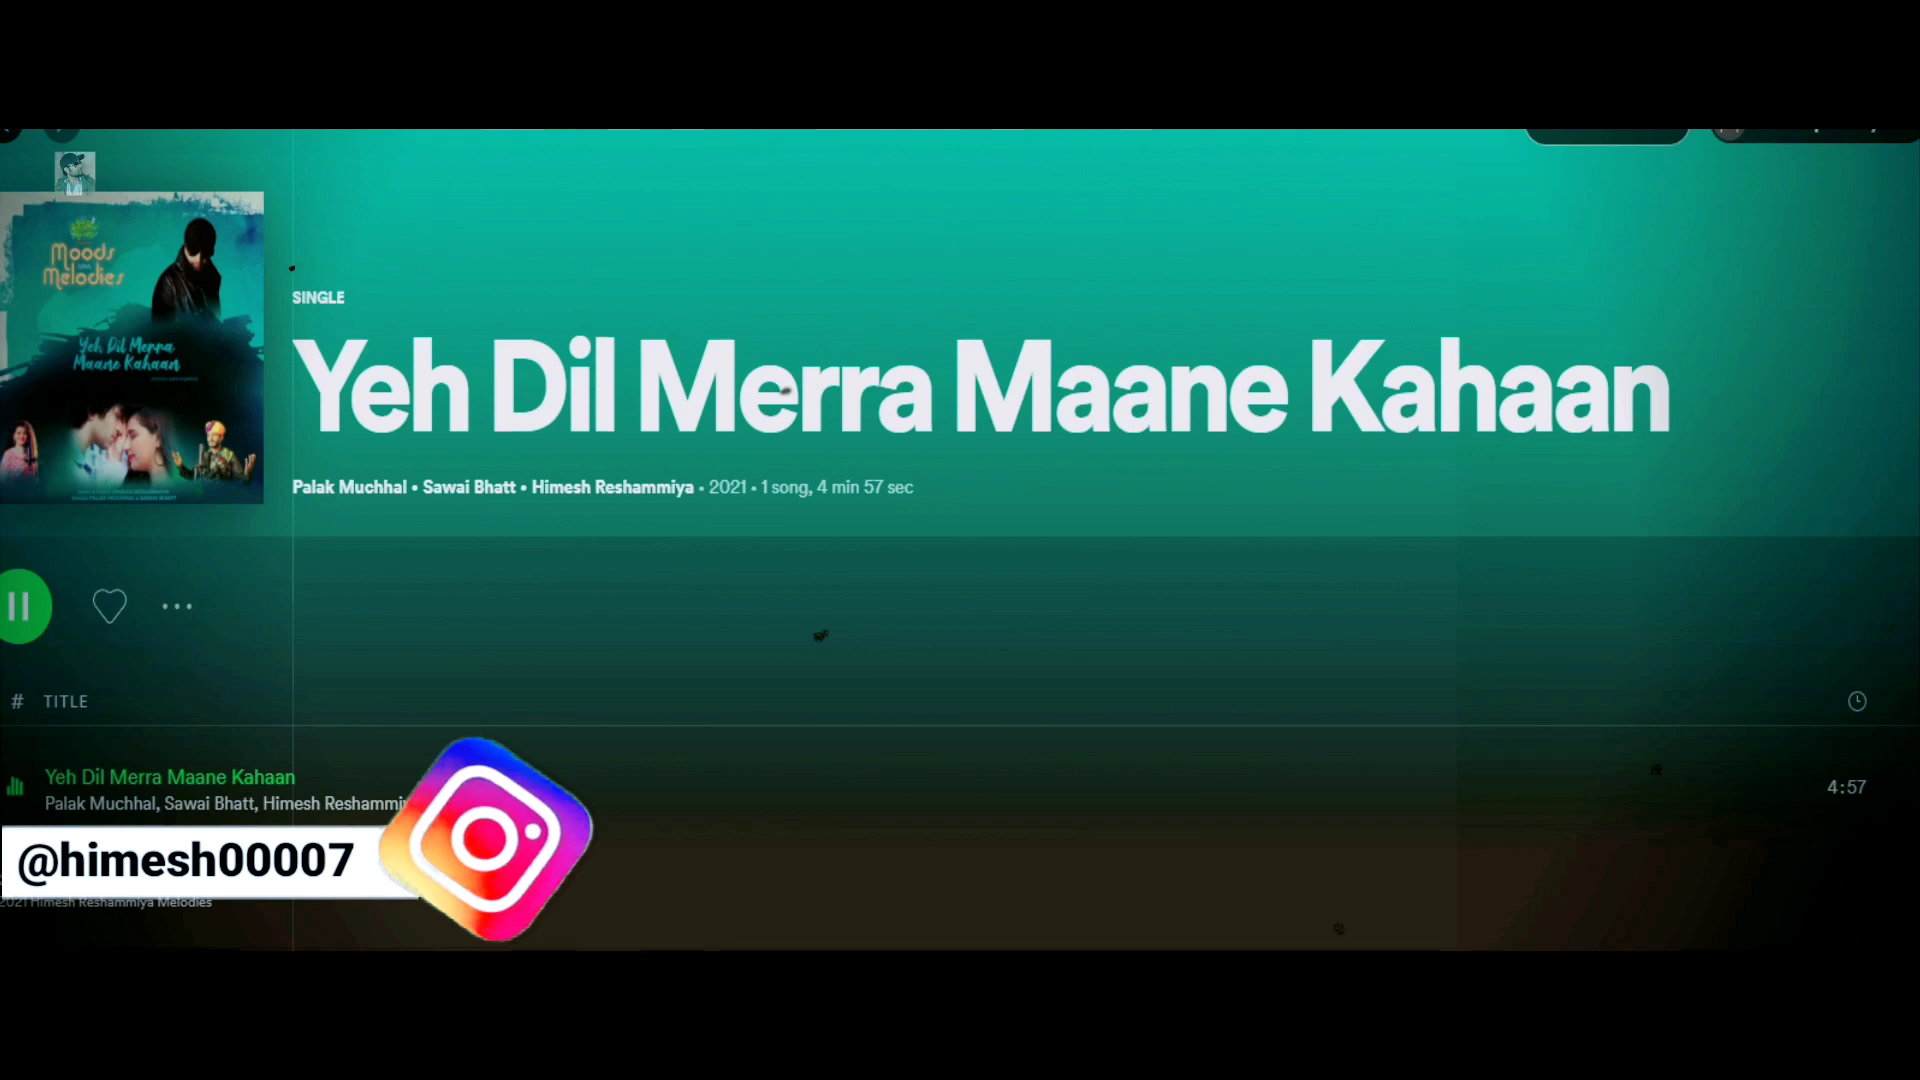 Moods
Melodies
Yeh Dil Merra
Maane Kahaan
SINGLE
Yeh Dil Merra Maane Kahaan
Palak Muchhal • Sawai Bhatt • Himesh Reshammiya • 2021 • 1 song, 4 min 57 sec
# TITLE
Yeh Dil Merra Maane Kahaan
4:57
Palak Muchhal, Sawai Bhatt, Himesh Reshammi
@himesh00007
2021 Himesh Reshammiya Melodies